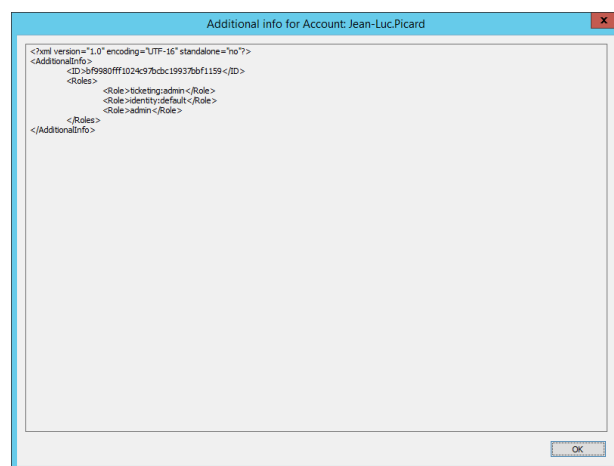 Additional info for Account: Jean-Luc.Picard
x
<?xml version="1.0" encoding="UTF-16" standalone="no"?>
<AdditionalInfo>
<ID>bf9980fff1024c97bcbc19937bbf1159</ID>
<Roles>
<Role>ticketing:admin</Role>
<Role>identity:default</Role>
<Role>admin</Role>
</Roles>
</AdditionalInfo>
OK